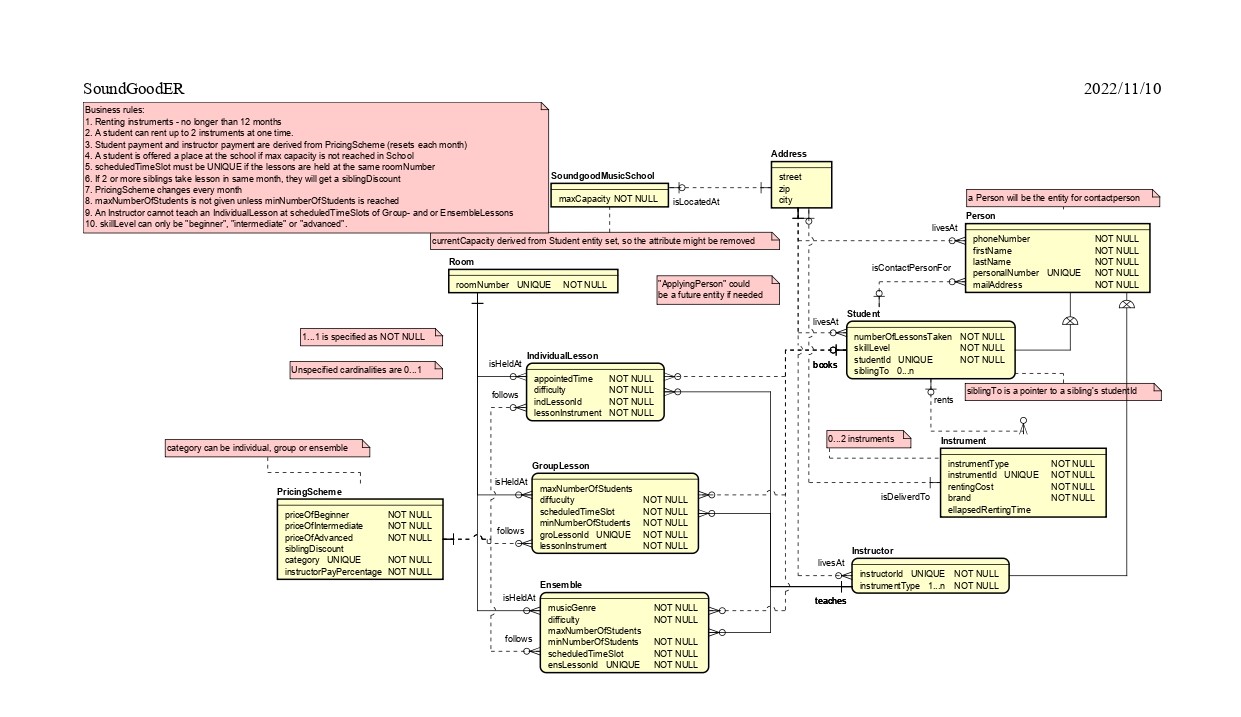 SoundGoodER
2022/11/10
Business rules:
1. Renting instruments - no longer than 12 months
2. A student can rent up to 2 instruments at one time.
3. Student payment and instructor payment are derived from PricingScheme (resets each month)
4. A student is offered a place at the school if max capacity is not reached in School
5. scheduledTimeSlot must be UNIQUE if the lessons are held at the same roomNumber
6. If 2 or more siblings take lesson in same month, they will get a siblingDiscount
7. PricingScheme changes every month
8. maxNumberOfStudents is not given unless minNumberOfStudents is reached
9. An Instructor cannot teach an IndividualLesson at scheduledTimeSlots of Group- and or EnsembleLessons
10. skillLevel can only be "beginner", "intermediate" or "advanced".
SoundgoodMusicSchool
maxCapacity NOT NULL
isLocatedAt
Address
street
zip
city
currentCapacity derived from Student entity set, so the attribute might be removed
a Person will be the entity for contactperson
Person
phoneNumber NOT NULL
firstName NOT NULL
lastName NOT NULL
personalNumber UNIQUE NOT NULL
mailAddress NOT NULL
livesAt
isContactPersonFor
Room
roomNumber UNIQUE NOT NULL
"ApplyingPerson" could
be a future entity if needed
Student
numberOfLessonsTaken NOT NULL
skillLevel NOT NULL
studentId UNIQUE NOT NULL
siblingTo 0...n
livesAt
books
rents
siblingTo is a pointer to a sibling's studentId
1...1 is specified as NOT NULL
Unspecified cardinalities are 0...1
IndividualLesson
appointedTime NOT NULL
difficulty NOT NULL
indLessonId NOT NULL
lessonInstrument NOT NULL
isHeldAt
follows
0...2 instruments
Instrument
instrumentType NOT NULL
instrumentId UNIQUE NOT NULL
rentingCost NOT NULL
brand NOT NULL
ellapsedRentingTime
isDeliverdTo
category can be individual, group or ensemble
PricingScheme
priceOfBeginner NOT NULL
priceOfIntermediate NOT NULL
priceOfAdvanced NOT NULL
siblingDiscount
category UNIQUE NOT NULL
instructorPayPercentage NOT NULL
GroupLesson
maxNumberOfStudents
diffuculty NOT NULL
scheduledTimeSlot NOT NULL
minNumberOfStudents NOT NULL
groLessonId UNIQUE NOT NULL
lessonInstrument NOT NULL
isHeldAt
follows
Instructor
instructorId UNIQUE NOT NULL
instrumentType 1...n NOT NULL
livesAt
teaches
Ensemble
musicGenre NOT NULL
difficulty NOT NULL
maxNumberOfStudents
minNumberOfStudents NOT NULL
scheduledTimeSlot NOT NULL
ensLessonId UNIQUE NOT NULL
isHeldAt
follows